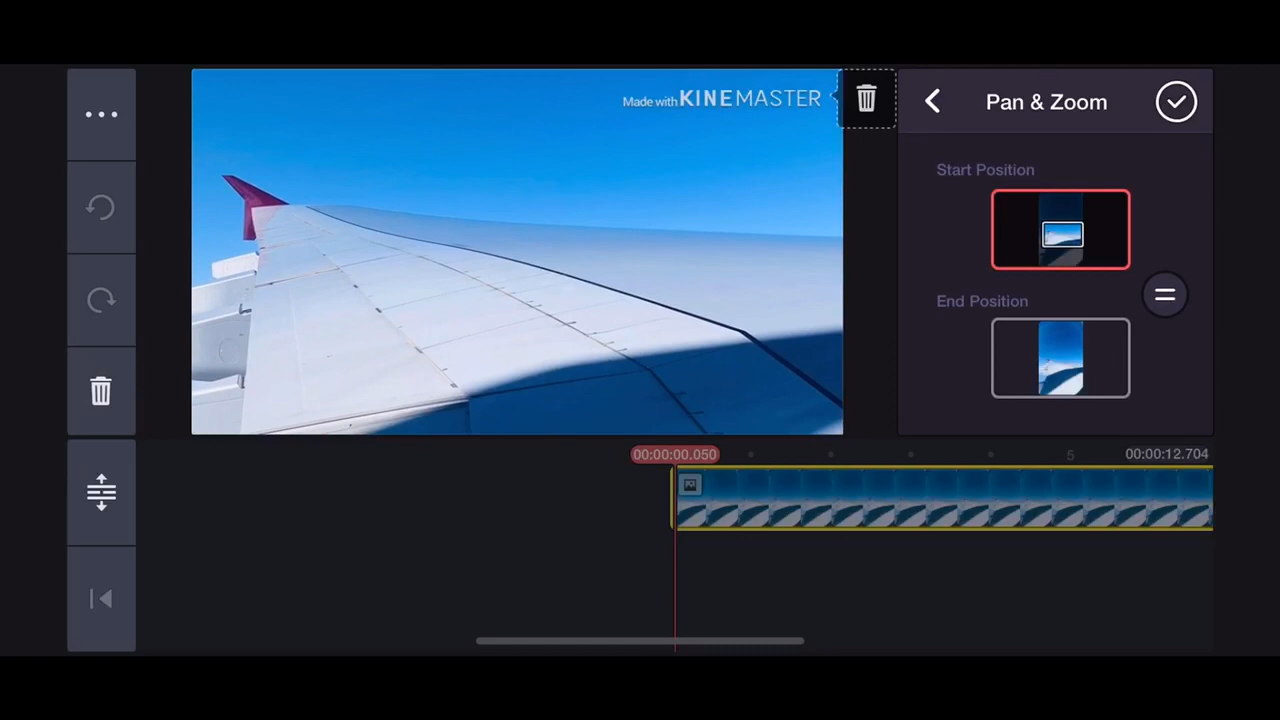 Made with KINEMASTER
Pan & Zoom
Start Position
End Position
00:00:00.050
5
00:00:12.704